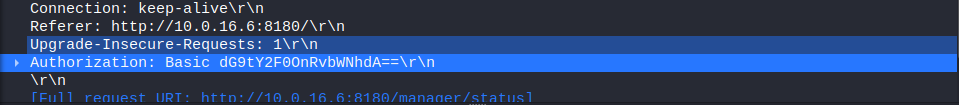 Connection: keep-alive\r\n
Referer: http://10.0.16.6:8180/\r\n
Upgrade-Insecure-Requests: 1\r\n
Authorization: Basic dG9tY2F0OnRvbWNhdA==\r\n
\r\n
[Full request URI: http://10.0.16.6:8180/manager/status]